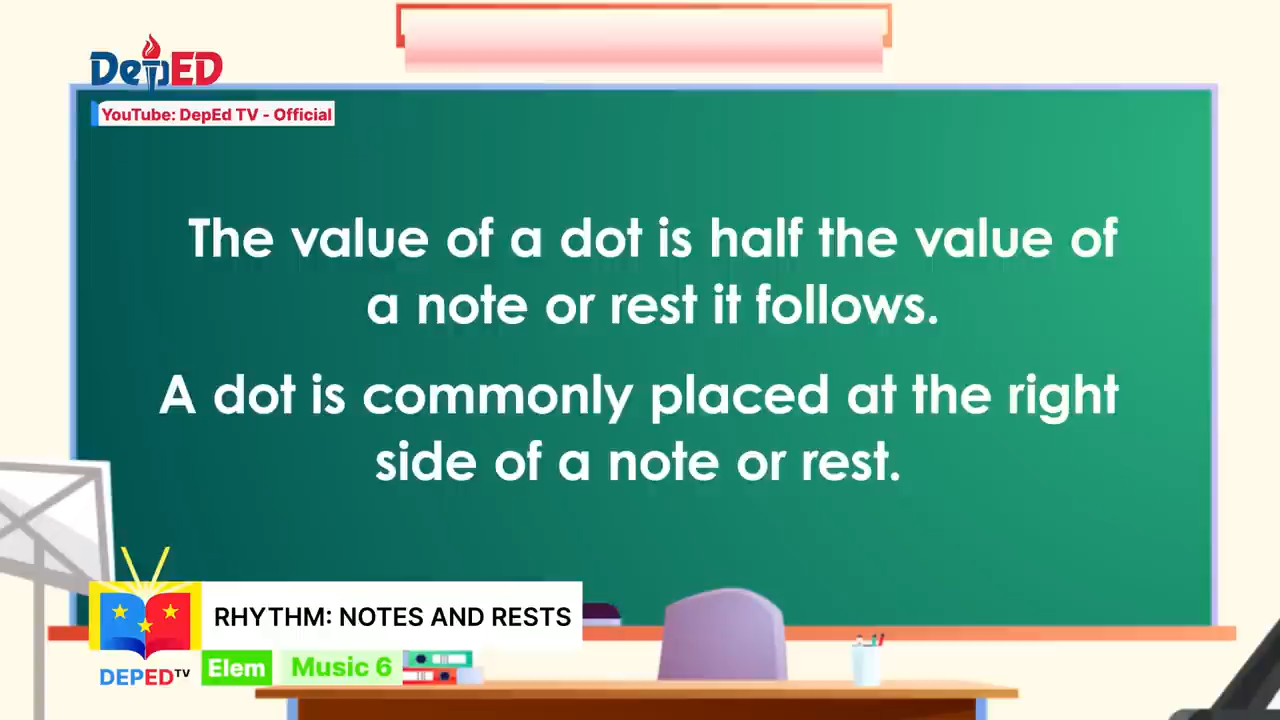 DepED
YouTube: DepEd TV - Official
The value of a dot is half the value of
a note or rest it follows.
A dot is commonly placed at the right
side of a note or rest.
RHYTHM: NOTES AND RESTS
DEPED TV
Elem Music 6